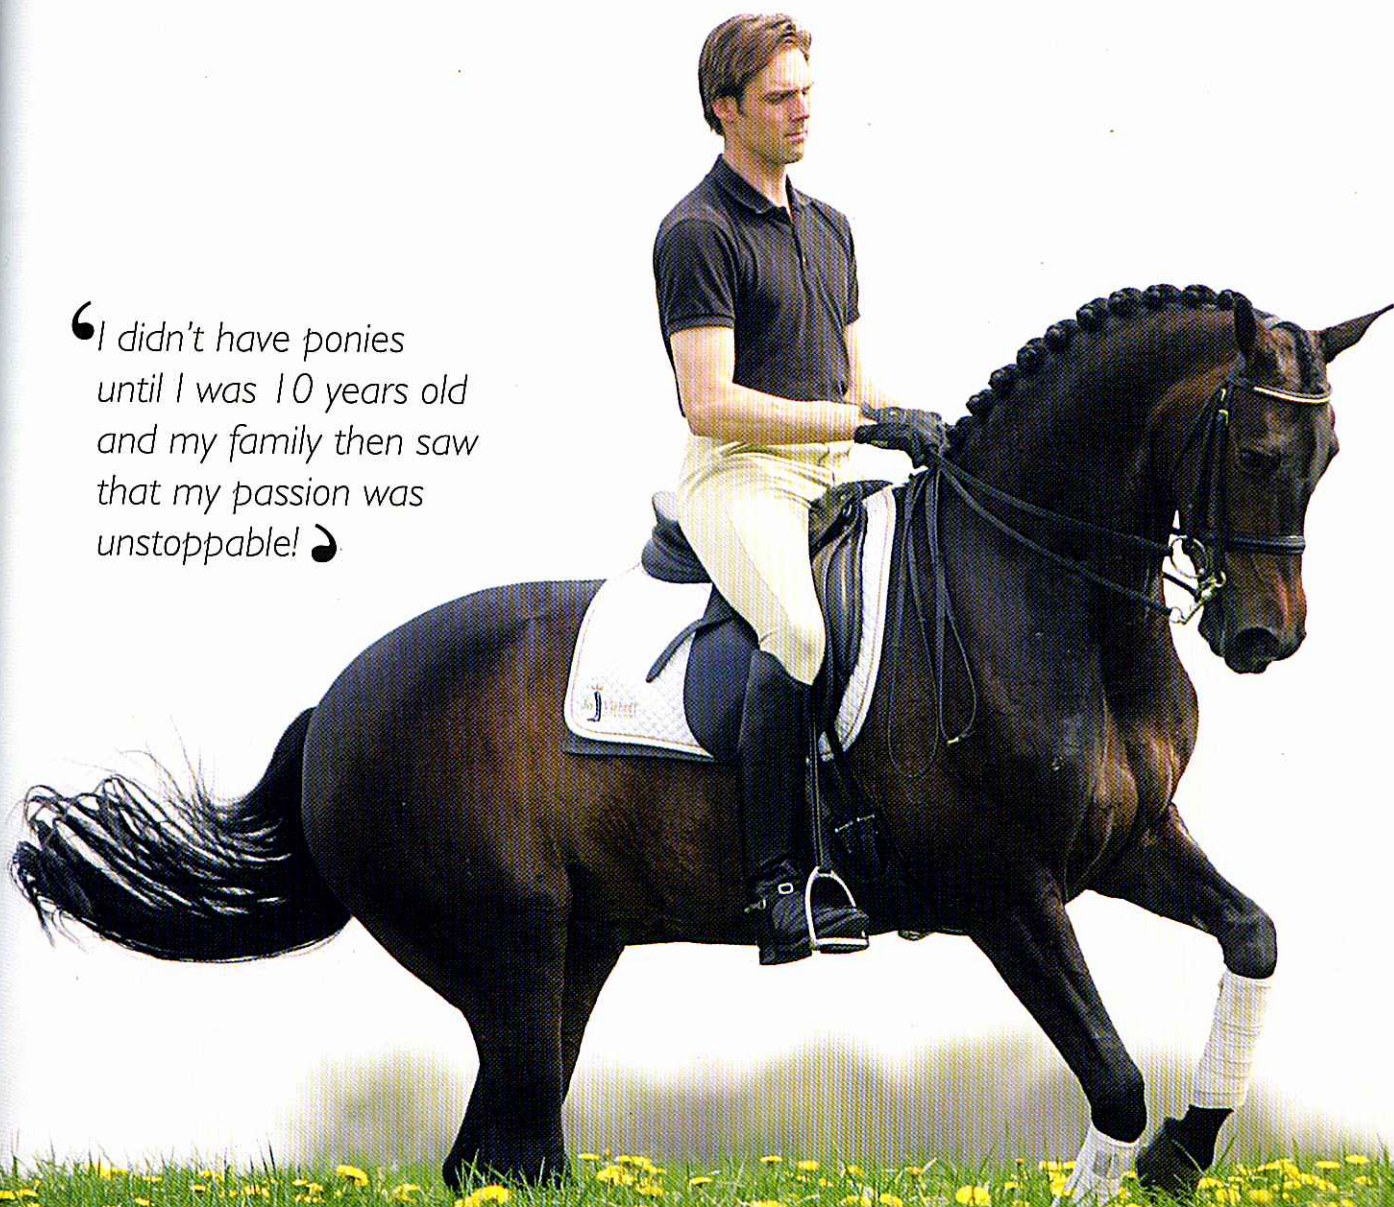 ‘I didn't have ponies
until I was 10 years old
and my family then saw
that my passion was
unstoppable!’